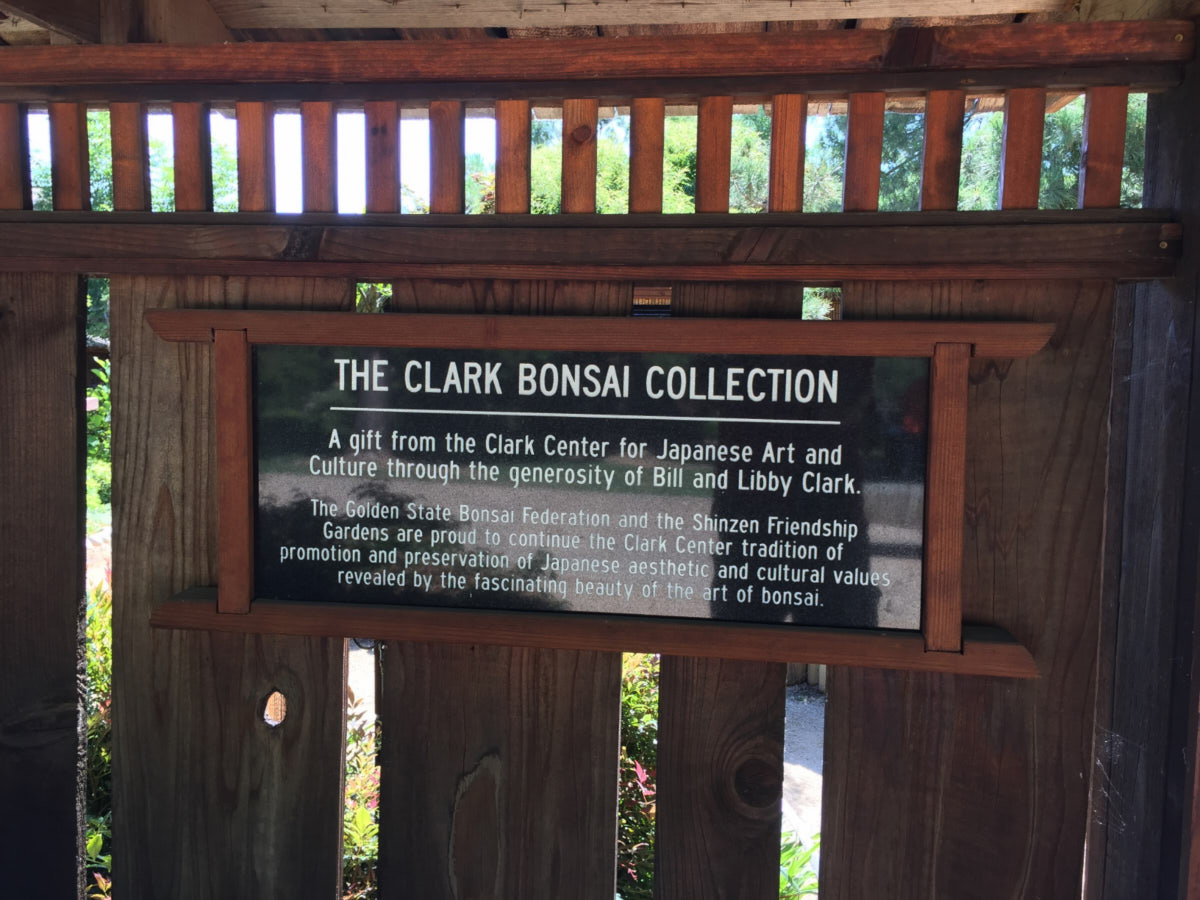 THE CLARK BONSAI COLLECTION
A gift from the Clark Center for Japanese Art and
Culture through the generosity of Bill and Libby Clark.
The Golden State Bonsai Federation and the Shinzen Friendship
Gardens are proud to continue the Clark Center tradition of
promotion and preservation of Japanese aesthetic and cultural values
revealed by the fascinating beauty of the art of bonsai.